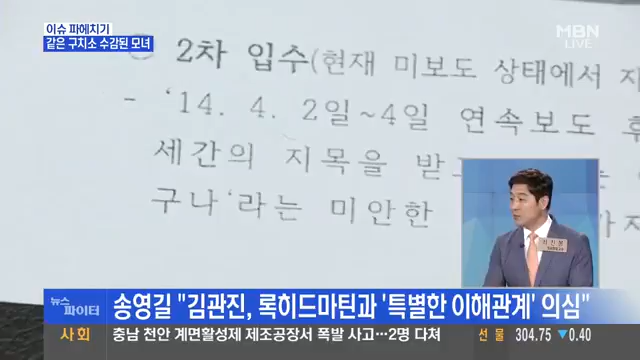 이슈 파헤치기
같은 구치소 수감된 모녀
MBN
LIVE
2차 입수(현재 미보도 상태에서
- ‘14. 4. 2일~4일 연속보도
세간의 지목을 받
구나‘라는 미안한
뉴스
파이터
송영길 "김관진, 록히드마틴과 '특별한 이해관계' 의심"
사회
충남 천안 계면활성제 제조공장서 폭발 사고…2명 다쳐
선 물
304.75 ▼0.40